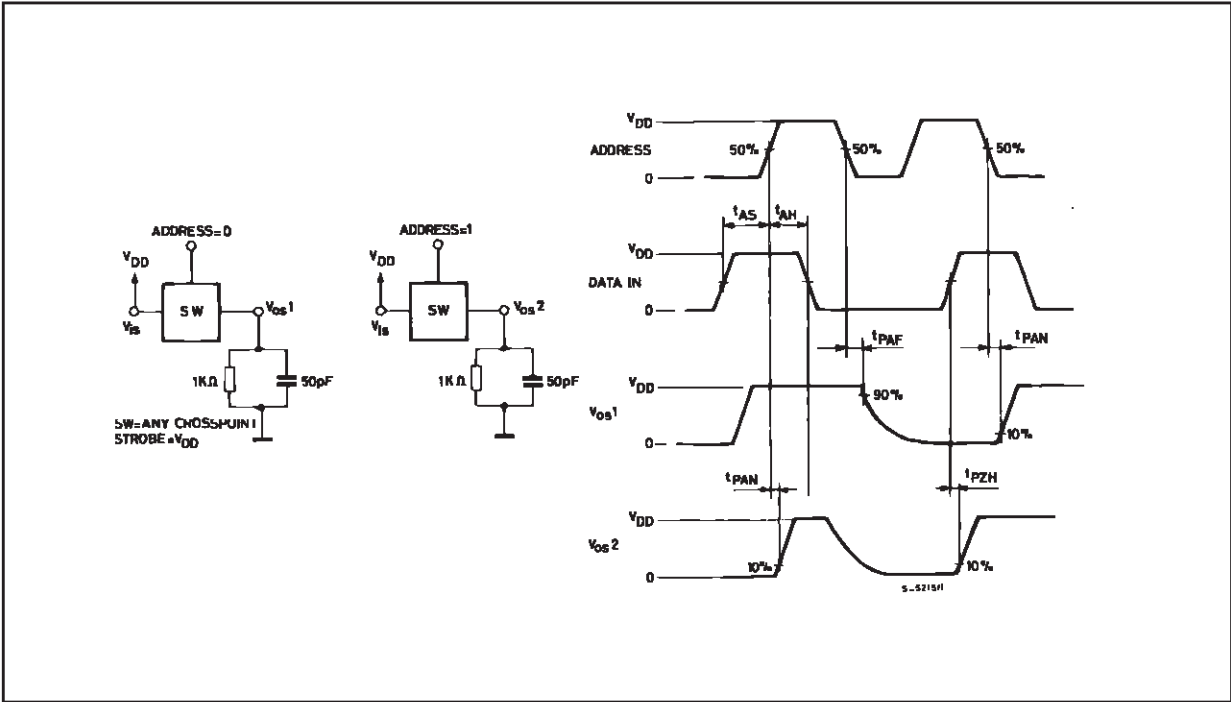 ADDRESS=0
VDD
SW
Vis
Vos1
1KΩ
50pF
SW=ANY CROSSPOINT
STROBE=VDD
ADDRESS=1
VDD
SW
Vis
Vos2
1KΩ
50pF
VDD
ADDRESS
50%
50%
50%
0
tAS
tAH
VDD
DATA IN
0
tPAF
tPAN
VDD
90%
Vos1
0
10%
tPAN
tPZH
VDD
Vos2
10%
10%
0